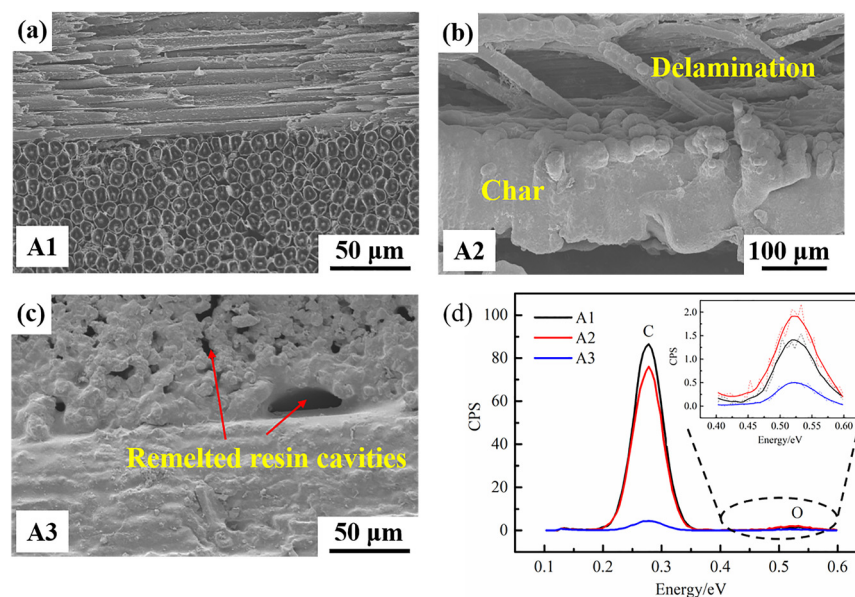 (a)
A1
50 μm
(b)
Delamination
Char
A2
100 μm
(c)
Remelted resin cavities
A3
50 μm
(d)
A1
A2
A3
C
O
CPS
100
80
60
40
20
0
0.1 0.2 0.3 0.4 0.5 0.6
Energy/eV
CPS
2.0
1.5
1.0
0.5
0.0
0.40 0.45 0.50 0.55 0.60
Energy/eV